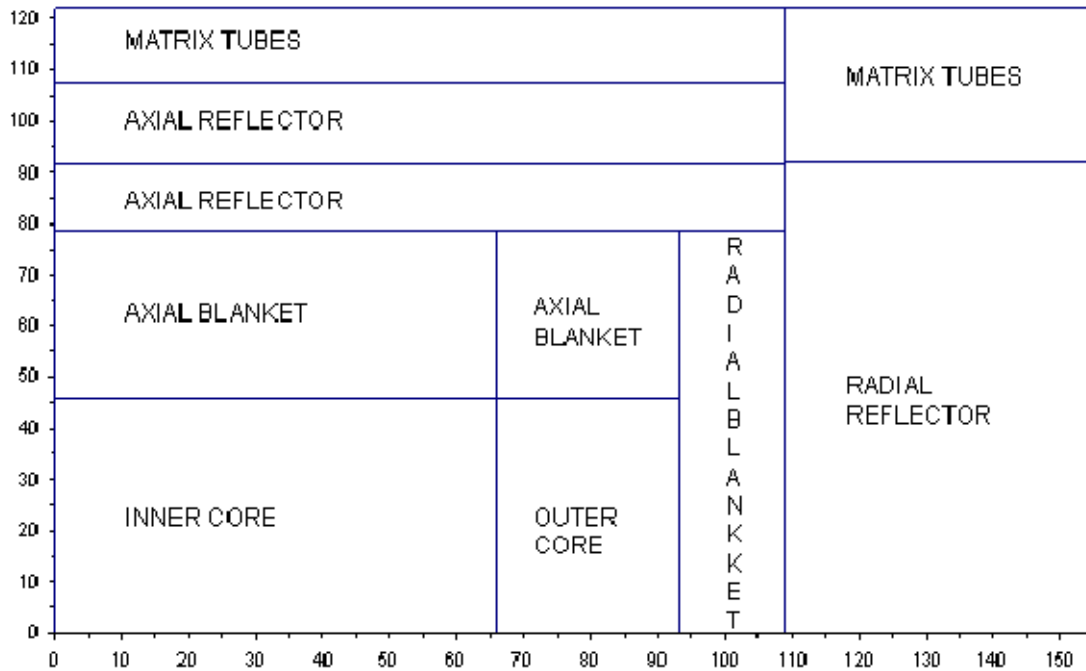 120
110
100
90
80
70
60
50
40
30
20
10
0
MATRIX TUBES
AXIAL REFLECTOR
AXIAL REFLECTOR
AXIAL BLANKET
AXIAL
BLANKET
INNER CORE
OUTER
CORE
RADIALBLANKKET
MATRIX TUBES
RADIAL
REFLECTOR
0 10 20 30 40 50 60 70 80 90 100 110 120 130 140 150